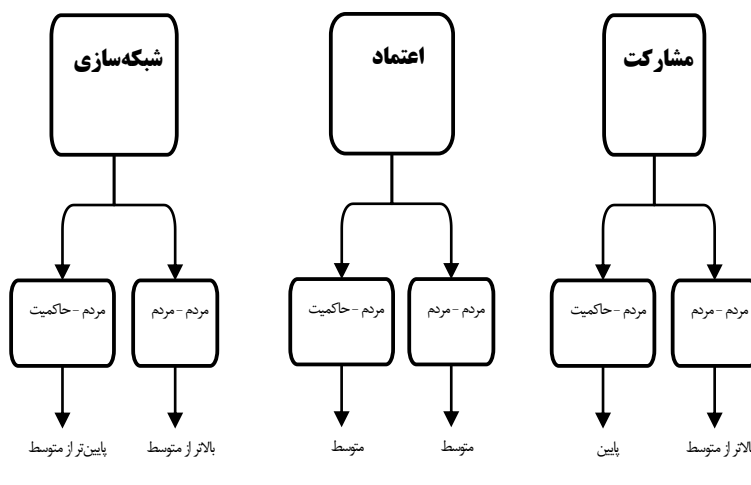 مشارکت
اعتماد
شبکه‌سازی
مردم - مردم
مردم - حاکمیت
مردم - مردم
مردم - حاکمیت
مردم - مردم
مردم - حاکمیت
بالاتر از متوسط
پایین
متوسط
متوسط
بالاتر از متوسط
پایین‌تر از متوسط